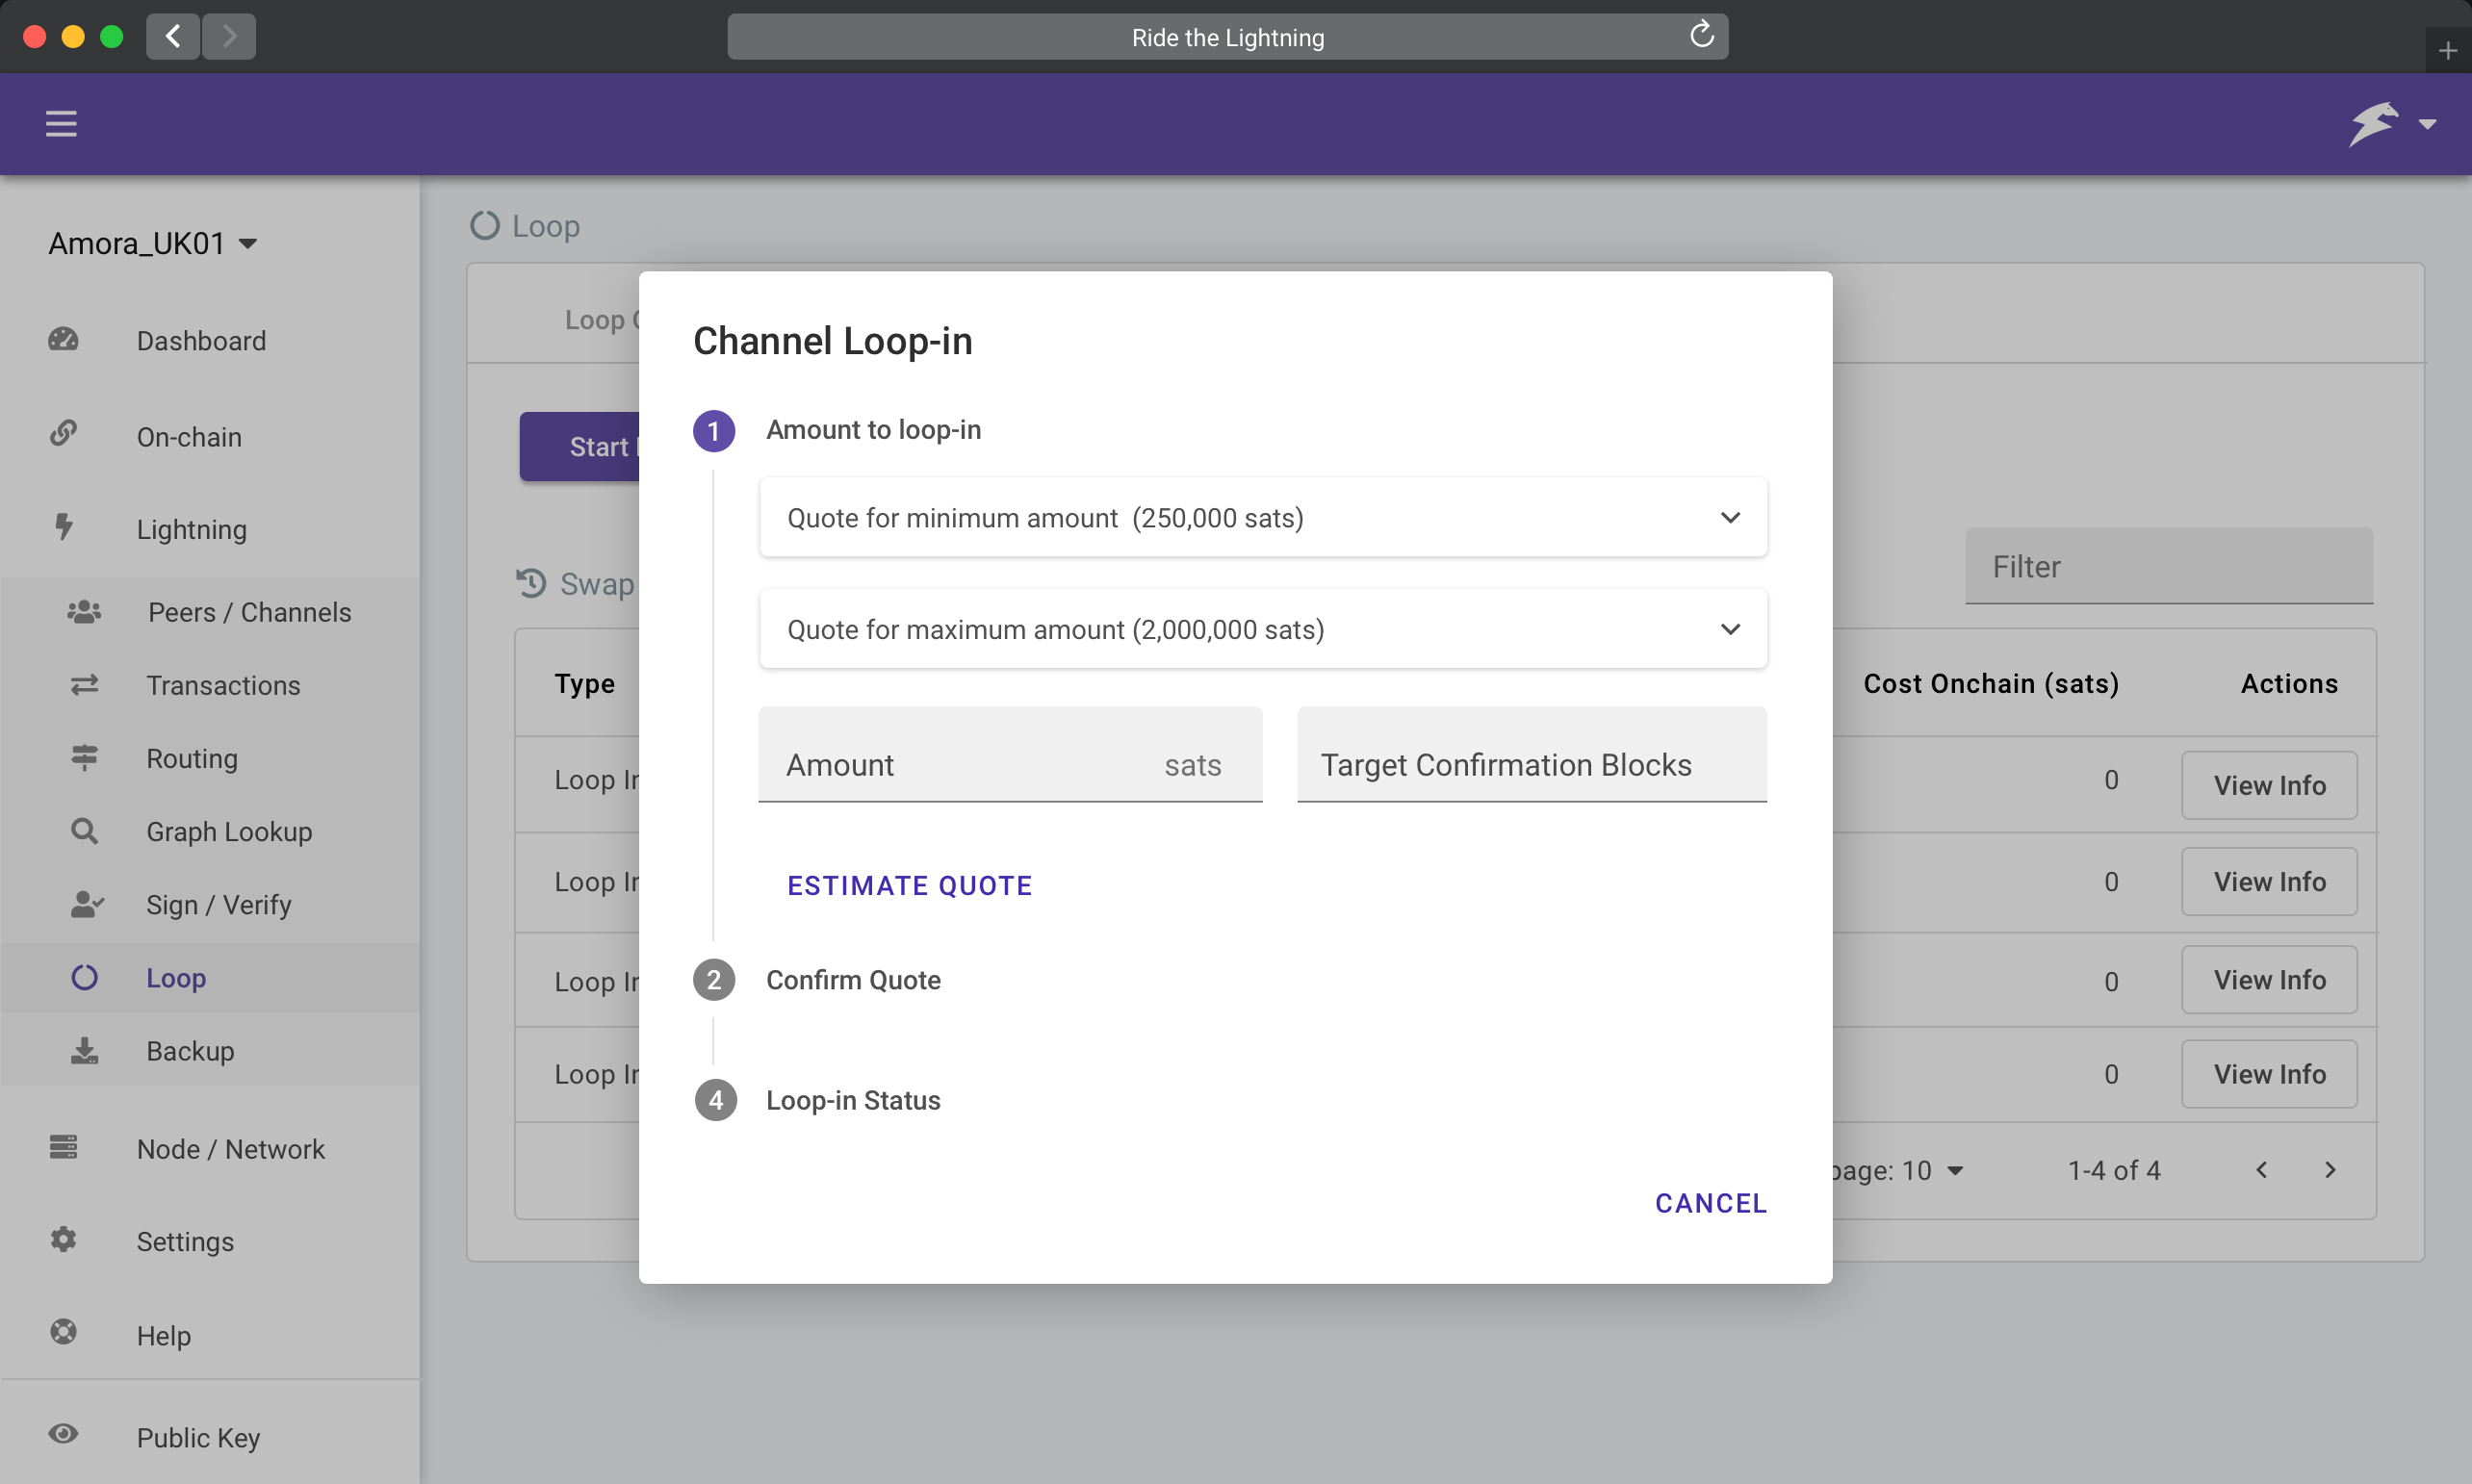 Ride the Lightning
Amora_UK01
Dashboard
On-chain
Lightning
Peers / Channels
Transactions
Routing
Graph Lookup
Sign / Verify
Loop
Backup
Node / Network
Settings
Help
Public Key
Loop
Loop
Start
Swap
Filter
Type
Cost Onchain (sats)
Actions
Loop In
0
View Info
Loop In
0
View Info
Loop In
0
View Info
Loop In
0
View Info
page: 10
1-4 of 4
Channel Loop-in
1
Amount to loop-in
Quote for minimum amount (250,000 sats)
Quote for maximum amount (2,000,000 sats)
Amount
sats
Target Confirmation Blocks
ESTIMATE QUOTE
2
Confirm Quote
4
Loop-in Status
CANCEL